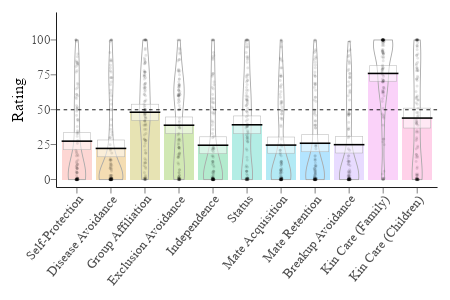 Rating
100
75
50
25
0
Self-Protection
Disease Avoidance
Group Affiliation
Exclusion Avoidance
Independence
Status
Mate Acquisition
Mate Retention
Breakup Avoidance
Kin Care (Family)
Kin Care (Children)